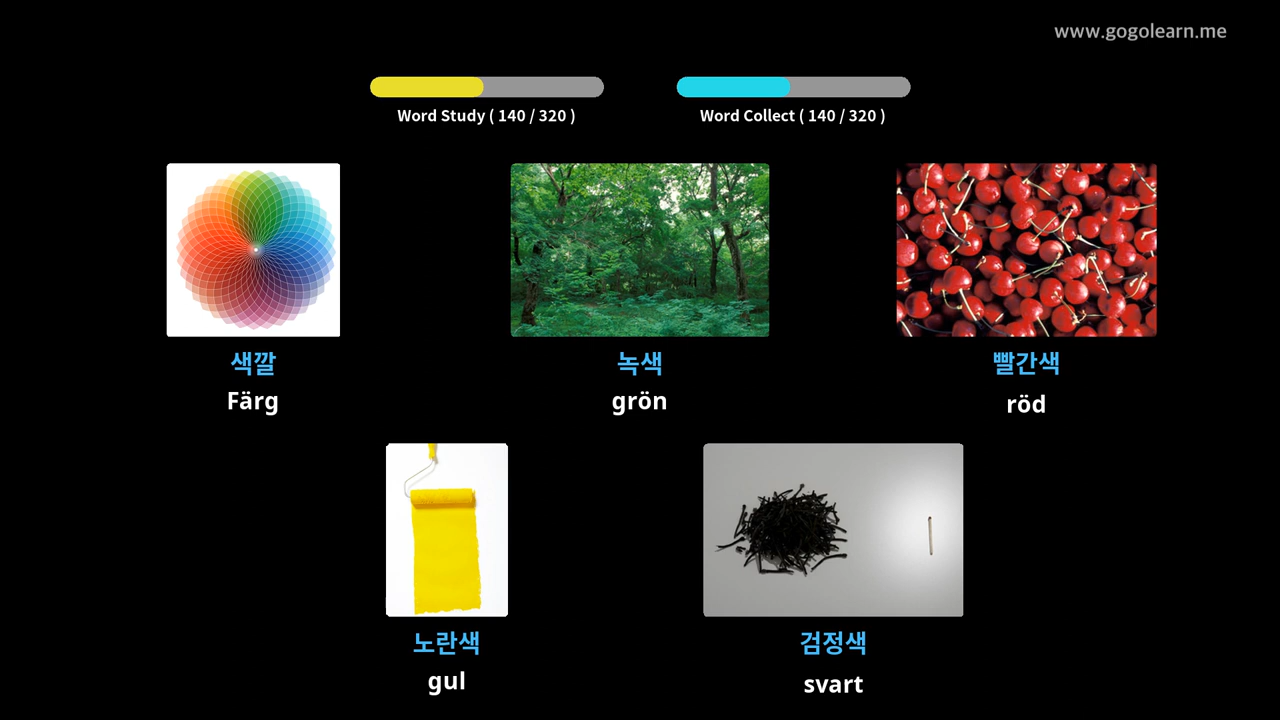 www.gogolearn.me
Word Study ( 140 / 320 )
Word Collect ( 140 / 320 )
색깔
Färg
녹색
grön
빨간색
röd
노란색
gul
검정색
svart